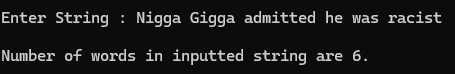 Enter String : Nigga Gigga admitted he was racist
Number of words in inputted string are 6.